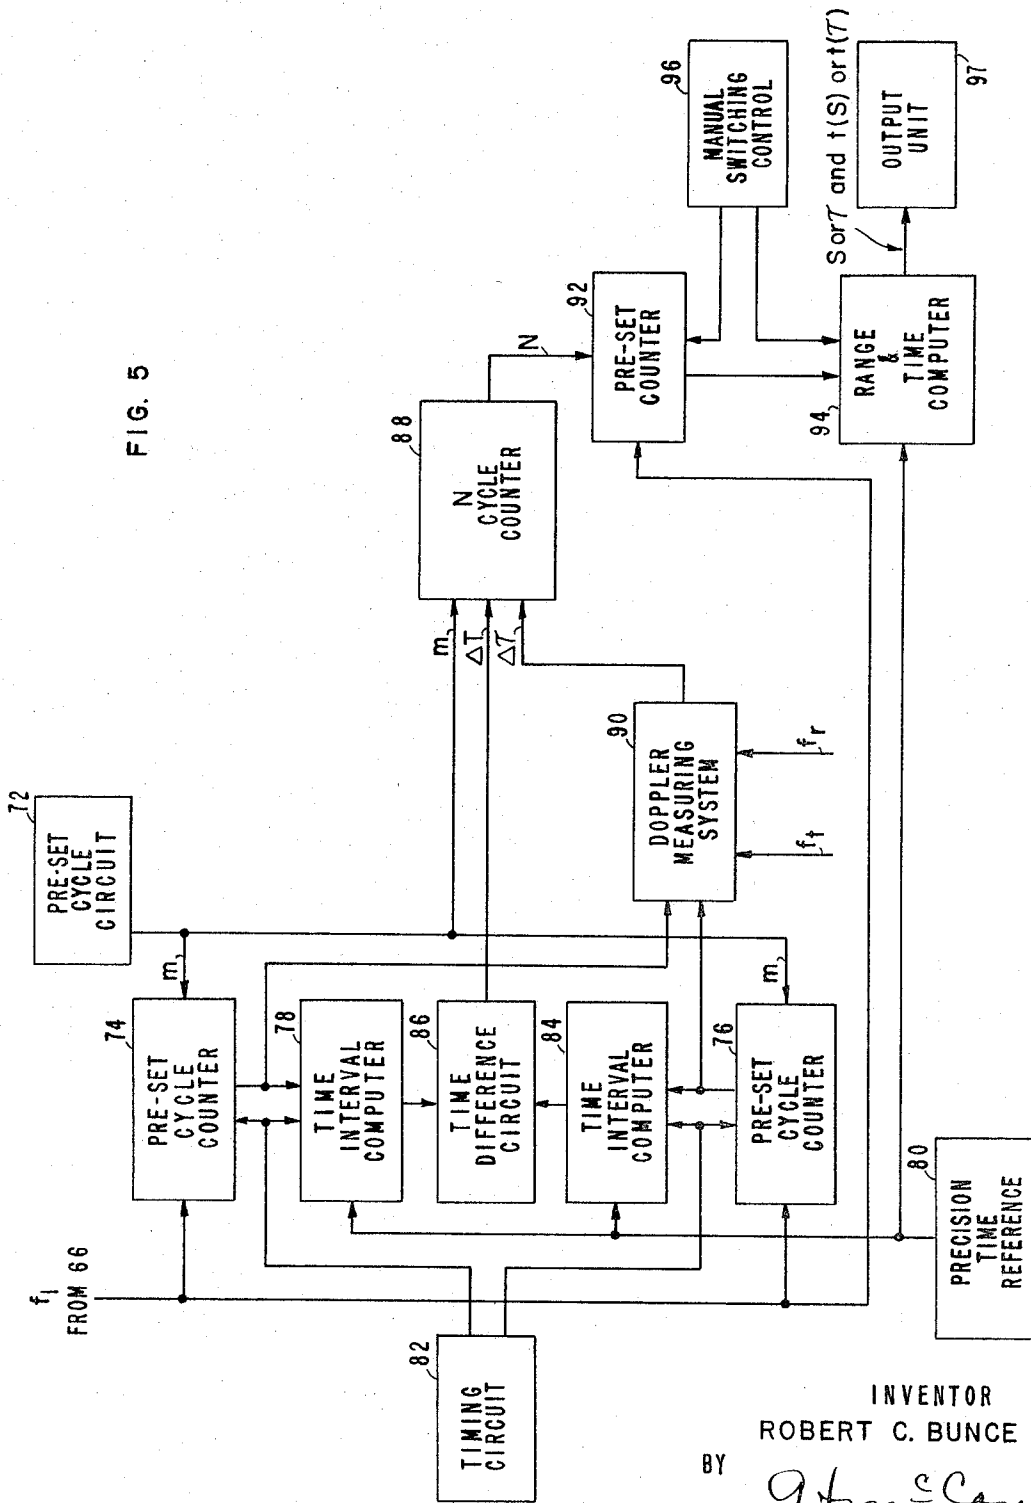 FIG. 5
f1
FROM 66
72
PRE-SET
CYCLE
CIRCUIT
m
74
PRE-SET
CYCLE
COUNTER
78
TIME
INTERVAL
COMPUTER
86
TIME
DIFFERENCE
CIRCUIT
84
TIME
INTERVAL
COMPUTER
76
PRE-SET
CYCLE
COUNTER
m
82
TIMING
CIRCUIT
80
PRECISION
TIME
REFERENCE
m
ΔT
Δτ
88
N
CYCLE
COUNTER
N
90
DOPPLER
MEASURING
SYSTEM
ft
fr
92
PRE-SET
COUNTER
94
RANGE
&
TIME
COMPUTER
96
MANUAL
SWITCHING
CONTROL
S or τ and t(S) or t(τ)
OUTPUT
UNIT
97
INVENTOR
ROBERT C. BUNCE
BY